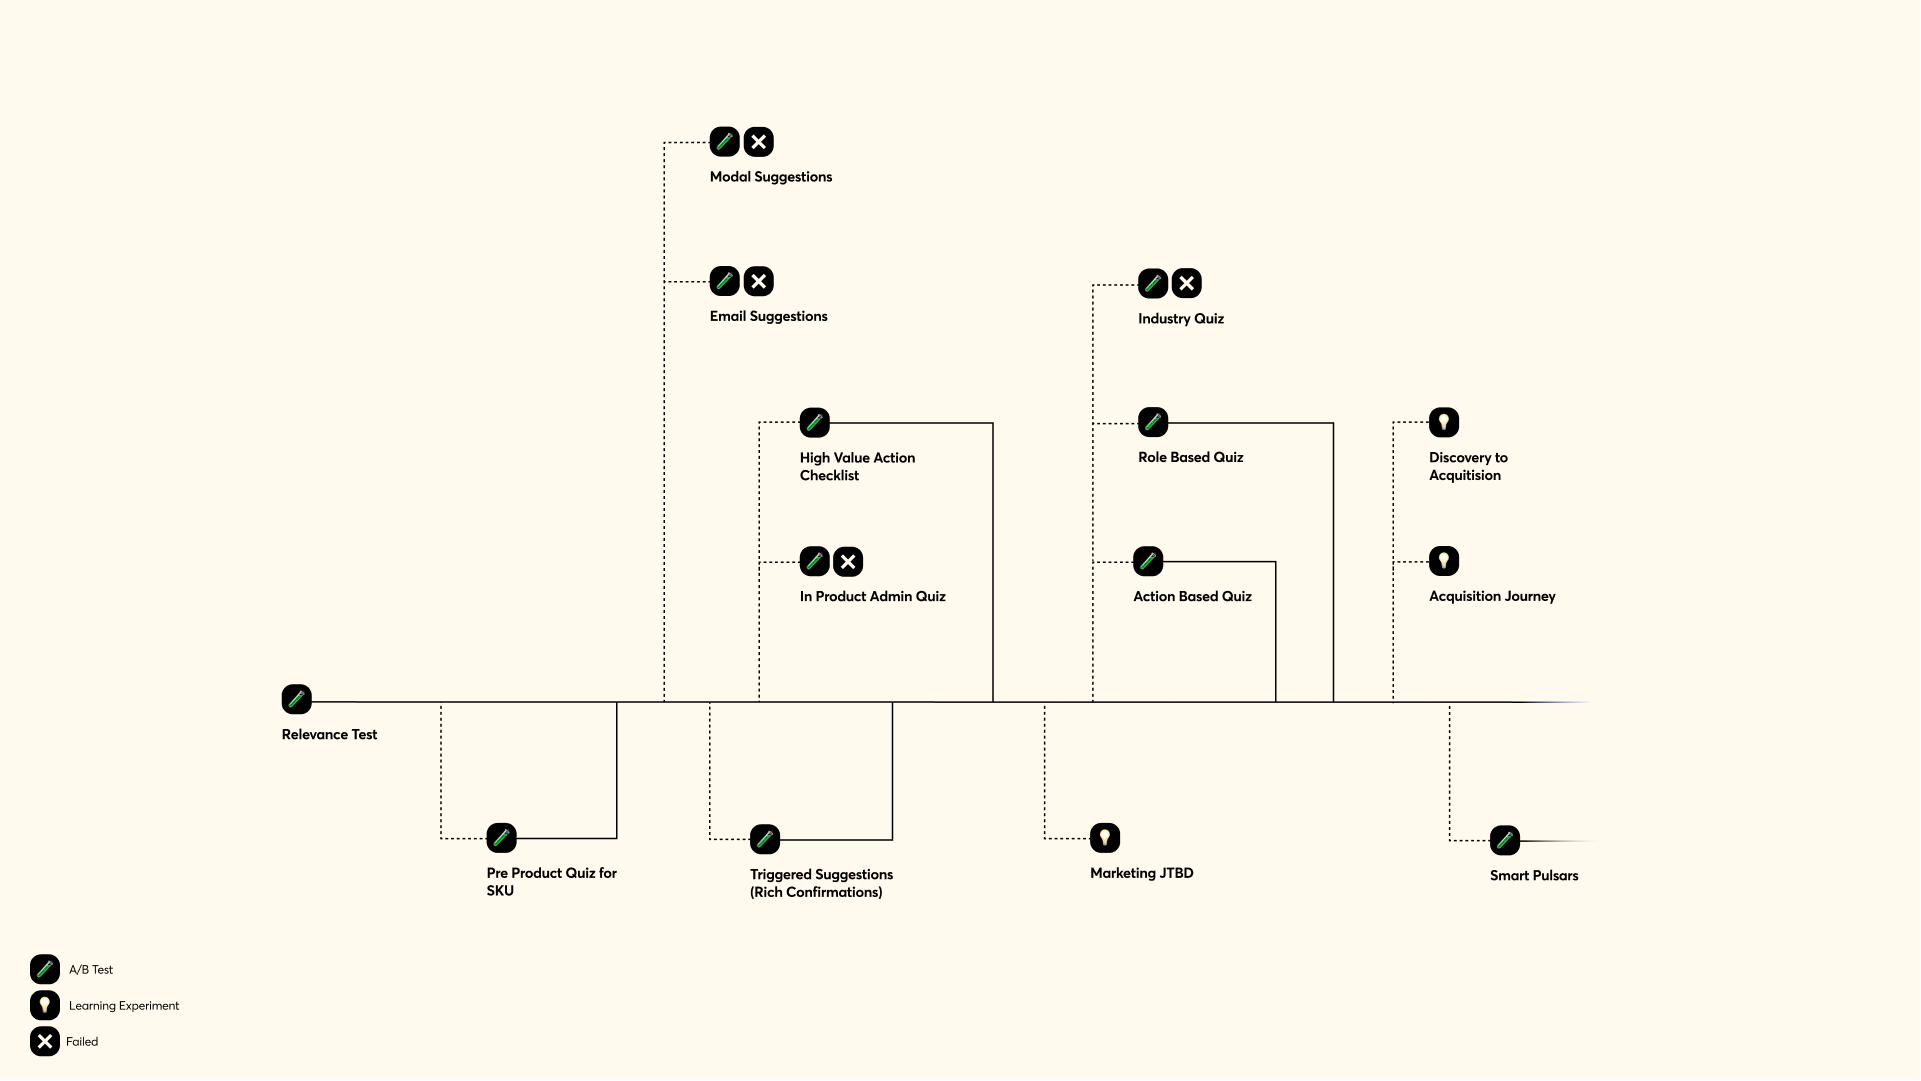 Modal Suggestions
Email Suggestions
Industry Quiz
High Value Action
Checklist
Role Based Quiz
Discovery to
Acquitision
In Product Admin Quiz
Action Based Quiz
Acquisition Journey
Relevance Test
Pre Product Quiz for
SKU
Triggered Suggestions
(Rich Confirmations)
Marketing JTBD
Smart Pulsars
A/B Test
Learning Experiment
Failed